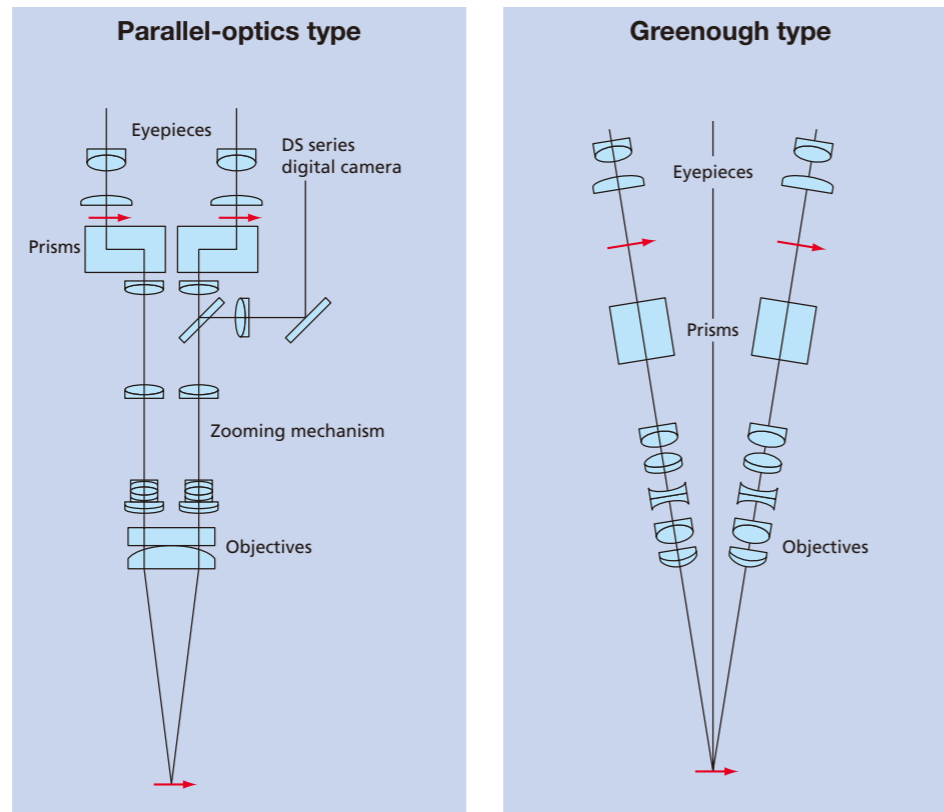 Parallel-optics type
Eyepieces
DS series
digital camera
Prisms
Zooming mechanism
Objectives
Greenough type
Eyepieces
Prisms
Objectives